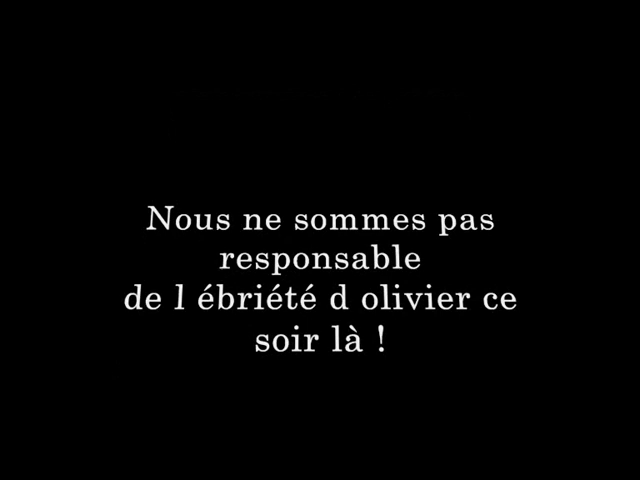 Nous ne sommes pas
responsable
de l ébriété d olivier ce
soir là !